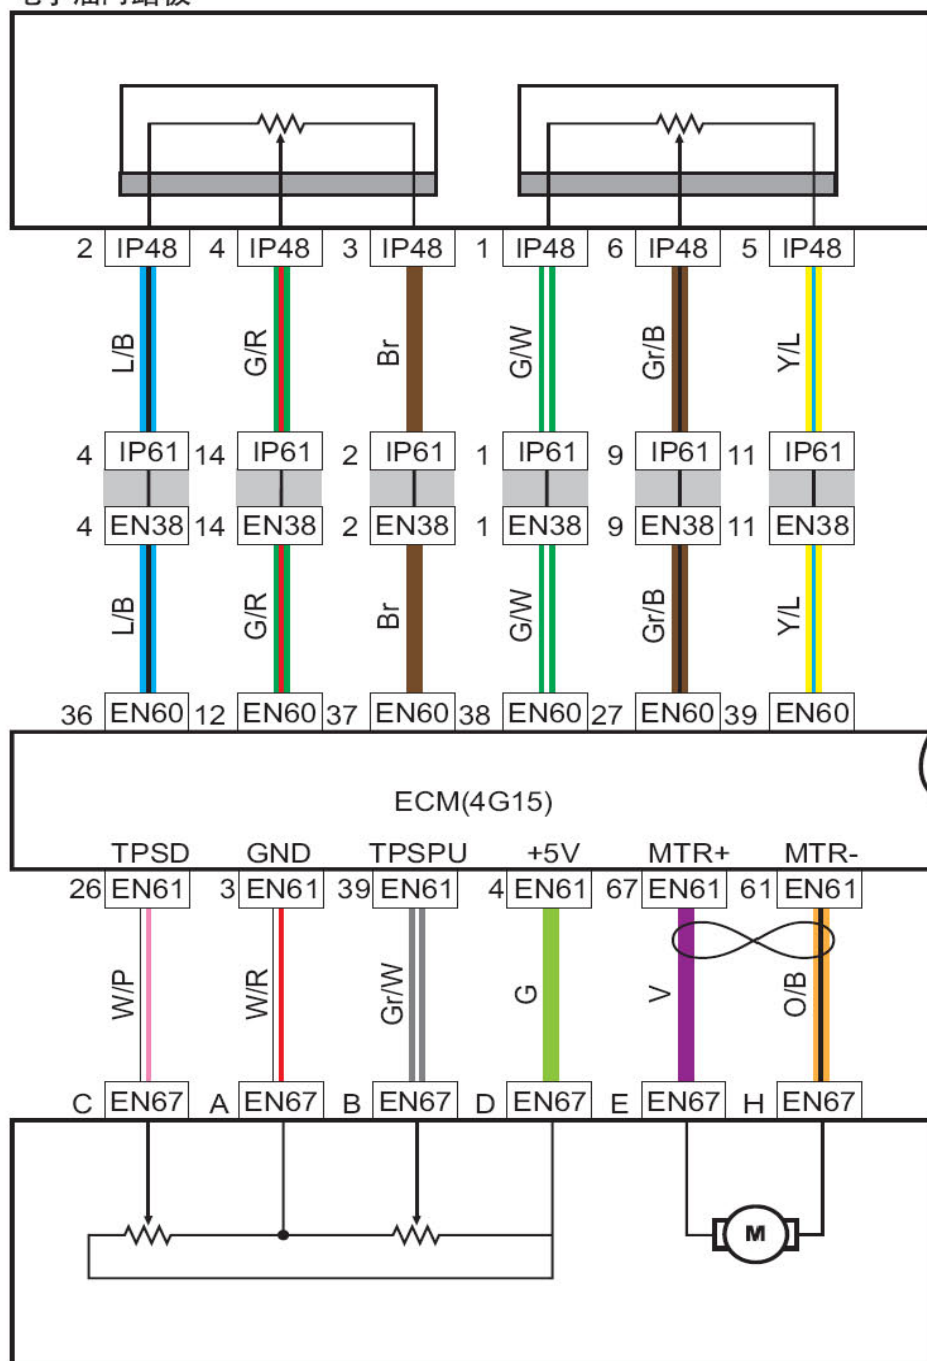 2 IP48 4 IP48 3 IP48 1 IP48 6 IP48 5 IP48
L/B G/R Br G/W Gr/B Y/L
4 IP61 14 IP61 2 IP61 1 IP61 9 IP61 11 IP61
4 EN38 14 EN38 2 EN38 1 EN38 9 EN38 11 EN38
L/B G/R Br G/W Gr/B Y/L
36 EN60 12 EN60 37 EN60 38 EN60 27 EN60 39 EN60
ECM(4G15)
TPSD GND TPSPU +5V MTR+ MTR-
26 EN61 3 EN61 39 EN61 4 EN61 67 EN61 61 EN61
W/P W/R Gr/W G V O/B
C EN67 A EN67 B EN67 D EN67 E EN67 H EN67
M